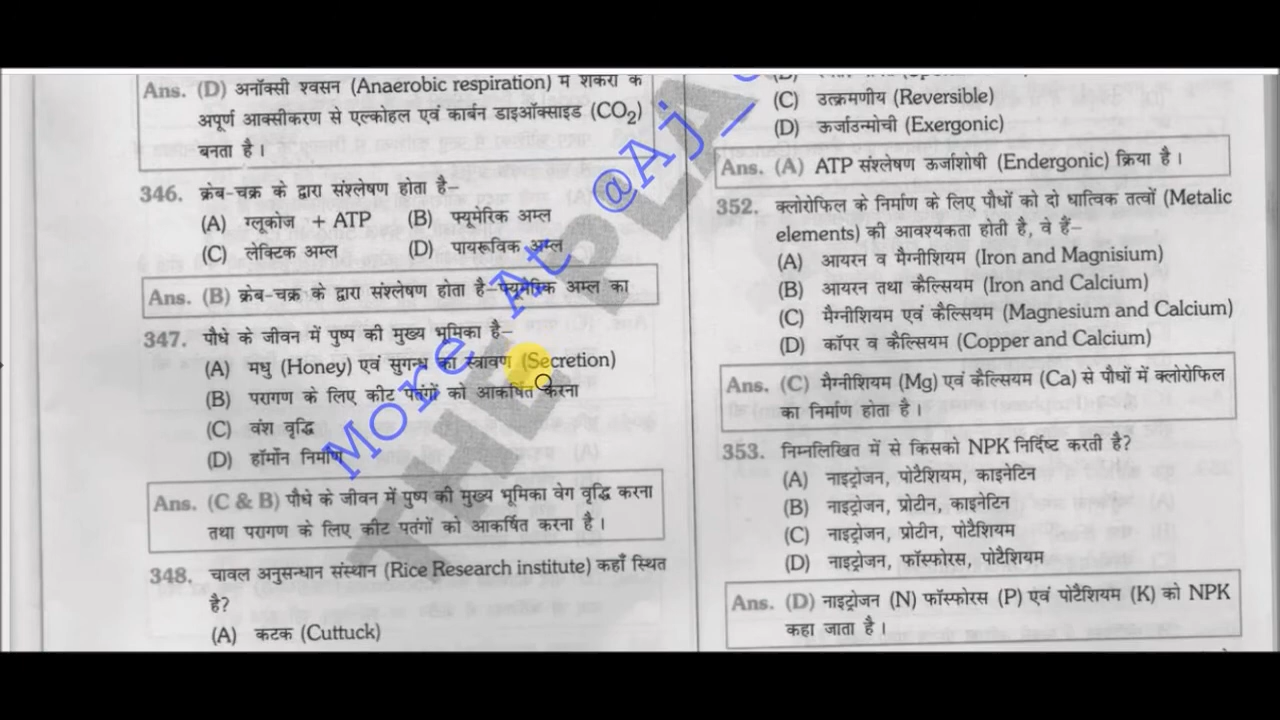 Ans. (D) अनॉक्सी श्वसन (Anaerobic respiration) में शर्करा के
अपूर्ण आक्सीकरण से एल्कोहल एवं कार्बन डाइऑक्साइड (CO₂)
बनता है।
346. क्रेब-चक्र के द्वारा संश्लेषण होता है–
(A) ग्लूकोज + ATP (B) फ्यूमेरिक अम्ल
(C) लेक्टिक अम्ल (D) पायरूविक अम्ल
Ans. (B) क्रेब-चक्र के द्वारा संश्लेषण होता है–फ्यूमेरिक अम्ल का
347. पौधे के जीवन में पुष्प की मुख्य भूमिका है–
(A) मधु (Honey) एवं सुगन्ध का स्त्रावण (Secretion)
(B) परागण के लिए कीट पतंगों को आकर्षित करना
(C) वंश वृद्धि
(D) हॉर्मोन निर्माण
Ans. (C & B) पौधे के जीवन में पुष्प की मुख्य भूमिका वेग वृद्धि करना
तथा परागण के लिए कीट पतंगों को आकर्षित करना है।
348. चावल अनुसन्धान संस्थान (Rice Research institute) कहाँ स्थित
है?
(A) कटक (Cuttuck)
(C) उत्क्रमणीय (Reversible)
(D) ऊर्जाउन्मोची (Exergonic)
Ans. (A) ATP संश्लेषण ऊर्जाशोषी (Endergonic) क्रिया है।
352. क्लोरोफिल के निर्माण के लिए पौधों को दो धात्विक तत्वों (Metalic
elements) की आवश्यकता होती है, वे हैं–
(A) आयरन व मैग्नीशियम (Iron and Magnisium)
(B) आयरन तथा कैल्सियम (Iron and Calcium)
(C) मैग्नीशियम एवं कैल्सियम (Magnesium and Calcium)
(D) कॉपर व कैल्सियम (Copper and Calcium)
Ans. (C) मैग्नीशियम (Mg) एवं कैल्सियम (Ca) से पौधों में क्लोरोफिल
का निर्माण होता है।
353. निम्नलिखित में से किसको NPK निर्दिष्ट करती है?
(A) नाइट्रोजन, पोटैशियम, काइनेटिन
(B) नाइट्रोजन, प्रोटीन, काइनेटिन
(C) नाइट्रोजन, प्रोटीन, पोटैशियम
(D) नाइट्रोजन, फॉस्फोरस, पोटैशियम
Ans. (D) नाइट्रोजन (N) फॉस्फोरस (P) एवं पोटैशियम (K) को NPK
कहा जाता है।
More At @Aj_
THE PLA